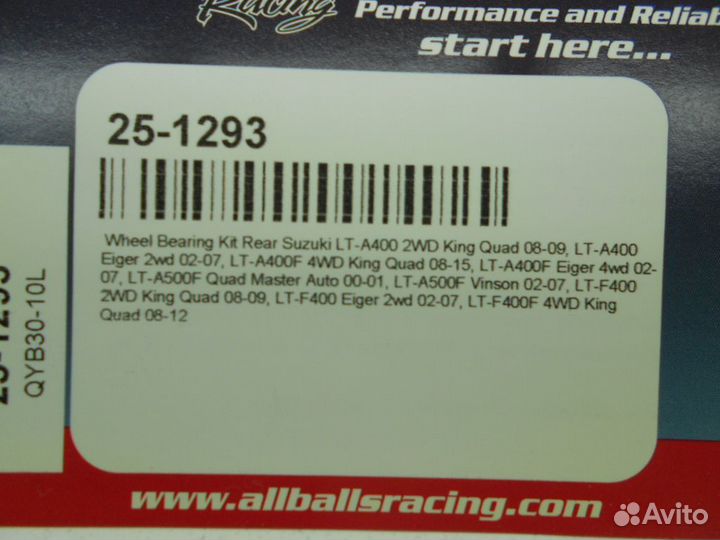 Racing
Performance and Reliab
start here...
25-1293
Wheel Bearing Kit Rear Suzuki LT-A400 2WD King Quad 08-09, LT-A400
Eiger 2wd 02-07, LT-A400F 4WD King Quad 08-15, LT-A400F Eiger 4wd 02-
07, LT-A500F Quad Master Auto 00-01, LT-A500F Vinson 02-07, LT-F400
2WD King Quad 08-09, LT-F400 Eiger 2wd 02-07, LT-F400F 4WD King
Quad 08-12
25-1293
QYB30-10L
www.allballsracing.com
Avito